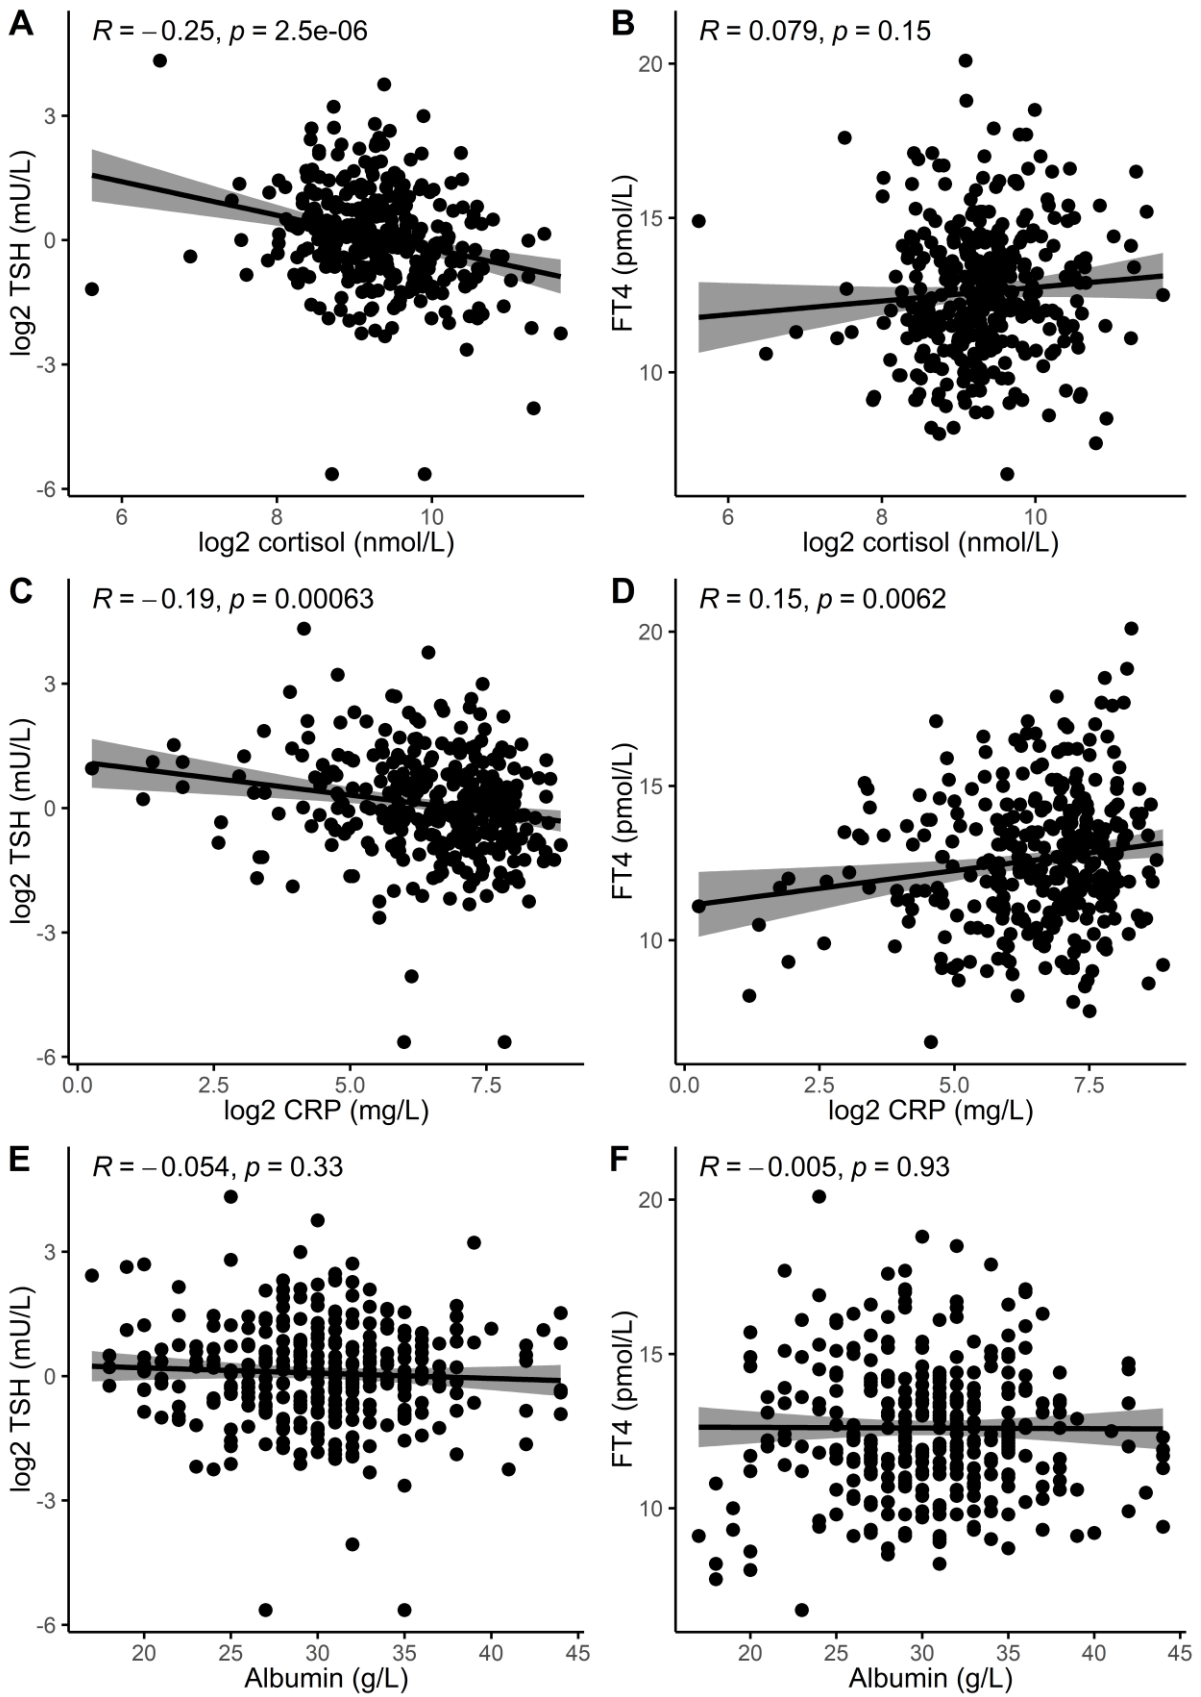 A
R = −0.25, p = 2.5e-06
3
0
-3
-6
log2 TSH (mU/L)
6 8 10
log2 cortisol (nmol/L)
B
R = 0.079, p = 0.15
20
15
10
FT4 (pmol/L)
6 8 10
log2 cortisol (nmol/L)
C
R = −0.19, p = 0.00063
3
0
-3
-6
log2 TSH (mU/L)
0.0 2.5 5.0 7.5
log2 CRP (mg/L)
D
R = 0.15, p = 0.0062
20
15
10
FT4 (pmol/L)
0.0 2.5 5.0 7.5
log2 CRP (mg/L)
E
R = −0.054, p = 0.33
3
0
-3
-6
log2 TSH (mU/L)
20 25 30 35 40 45
Albumin (g/L)
F
R = −0.005, p = 0.93
20
15
10
FT4 (pmol/L)
20 25 30 35 40 45
Albumin (g/L)